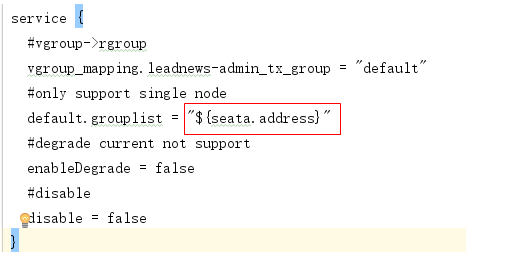 service {
#vgroup->rgroup
vgroup_mapping.leadnews-admin_tx_group = "default"
#only support single node
default.grouplist = "${seata.address}"
#degrade current not support
enableDegrade = false
#disable
disable = false
}